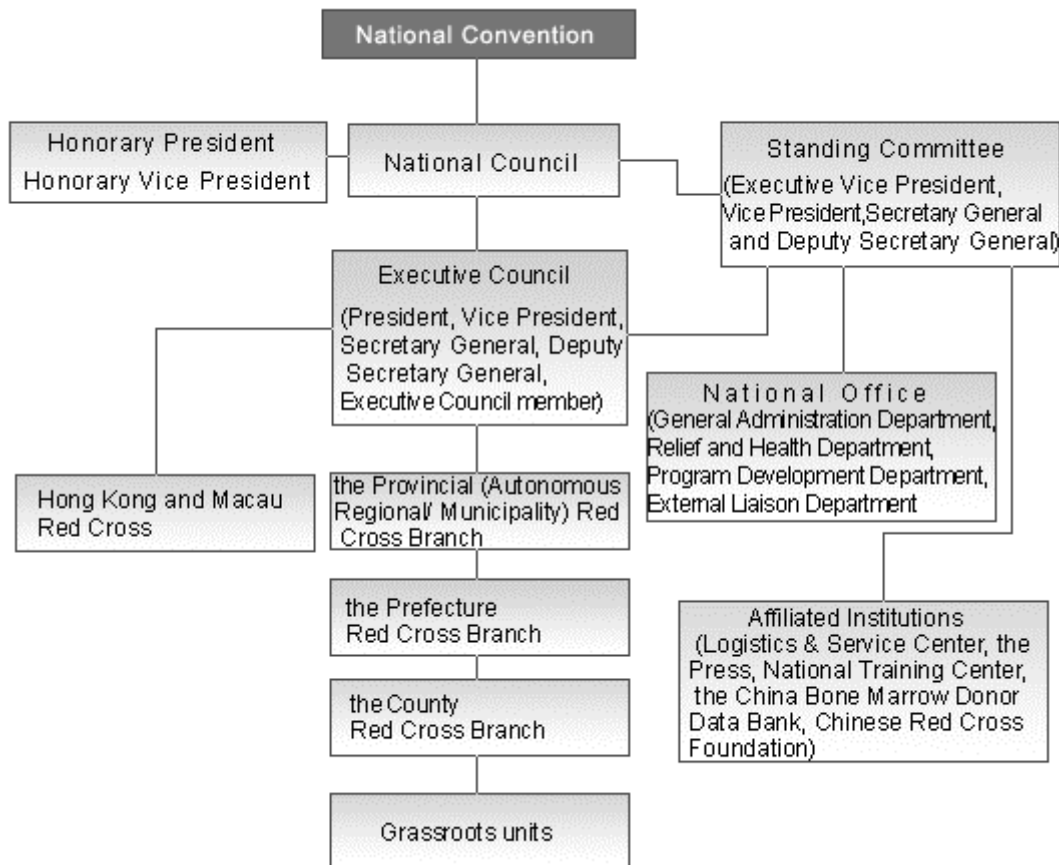 National Convention
Honorary President
Honorary Vice President
National Council
Standing Committee
(Executive Vice President,
Vice President,Secretary General
and Deputy Secretary General)
Executive Council
(President, Vice President,
Secretary General, Deputy
Secretary General,
Executive Council member)
National Office
(General Administration Department,
Relief and Health Department,
Program Development Department,
External Liaison Department
Hong Kong and Macau
Red Cross
the Provincial (Autonomous
Regional/ Municipality) Red
Cross Branch
the Prefecture
Red Cross Branch
the County
Red Cross Branch
Grassroots units
Affiliated Institutions
(Logistics & Service Center, the
Press, National Training Center,
the China Bone Marrow Donor
Data Bank, Chinese Red Cross
Foundation)